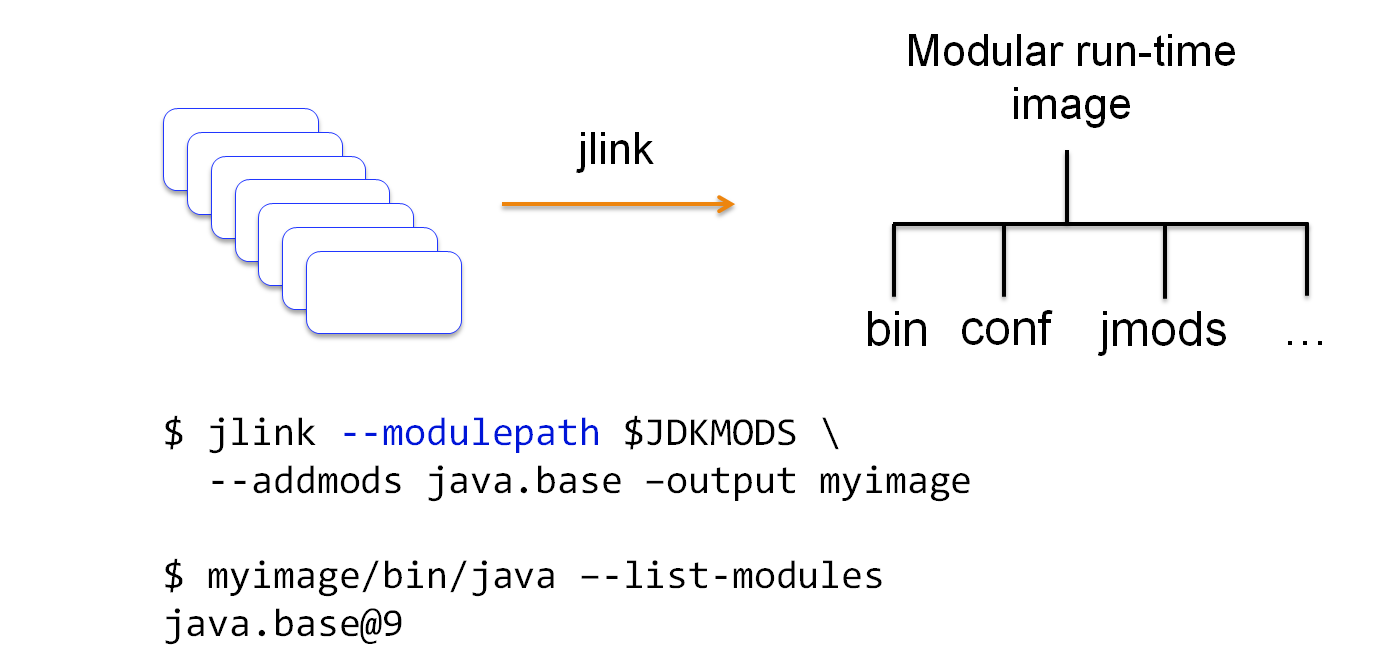 Modular run-time
image
jlink
bin conf jmods ...
$ jlink --modulepath $JDKMODS \
--addmods java.base –output myimage
$ myimage/bin/java –-list-modules
java.base@9